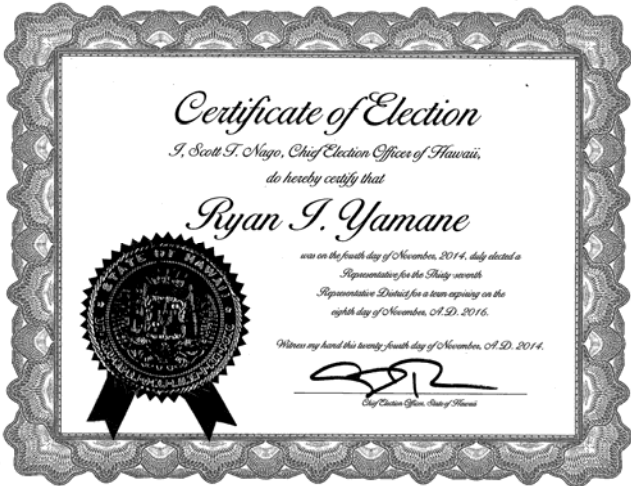 Certificate of Election
I, Scott T. Nago, Chief Election Officer of Hawaii,
do hereby certify that
Ryan I. Yamane
was on the fourth day of November, 2014, duly elected a
Representative for the Thirty-seventh
Representative District for a term expiring on the
eighth day of November, A.D. 2016.
Witness my hand this twenty-fourth day of November, A.D. 2014.
STATE OF HAWAII
Chief Election Officer, State of Hawaii